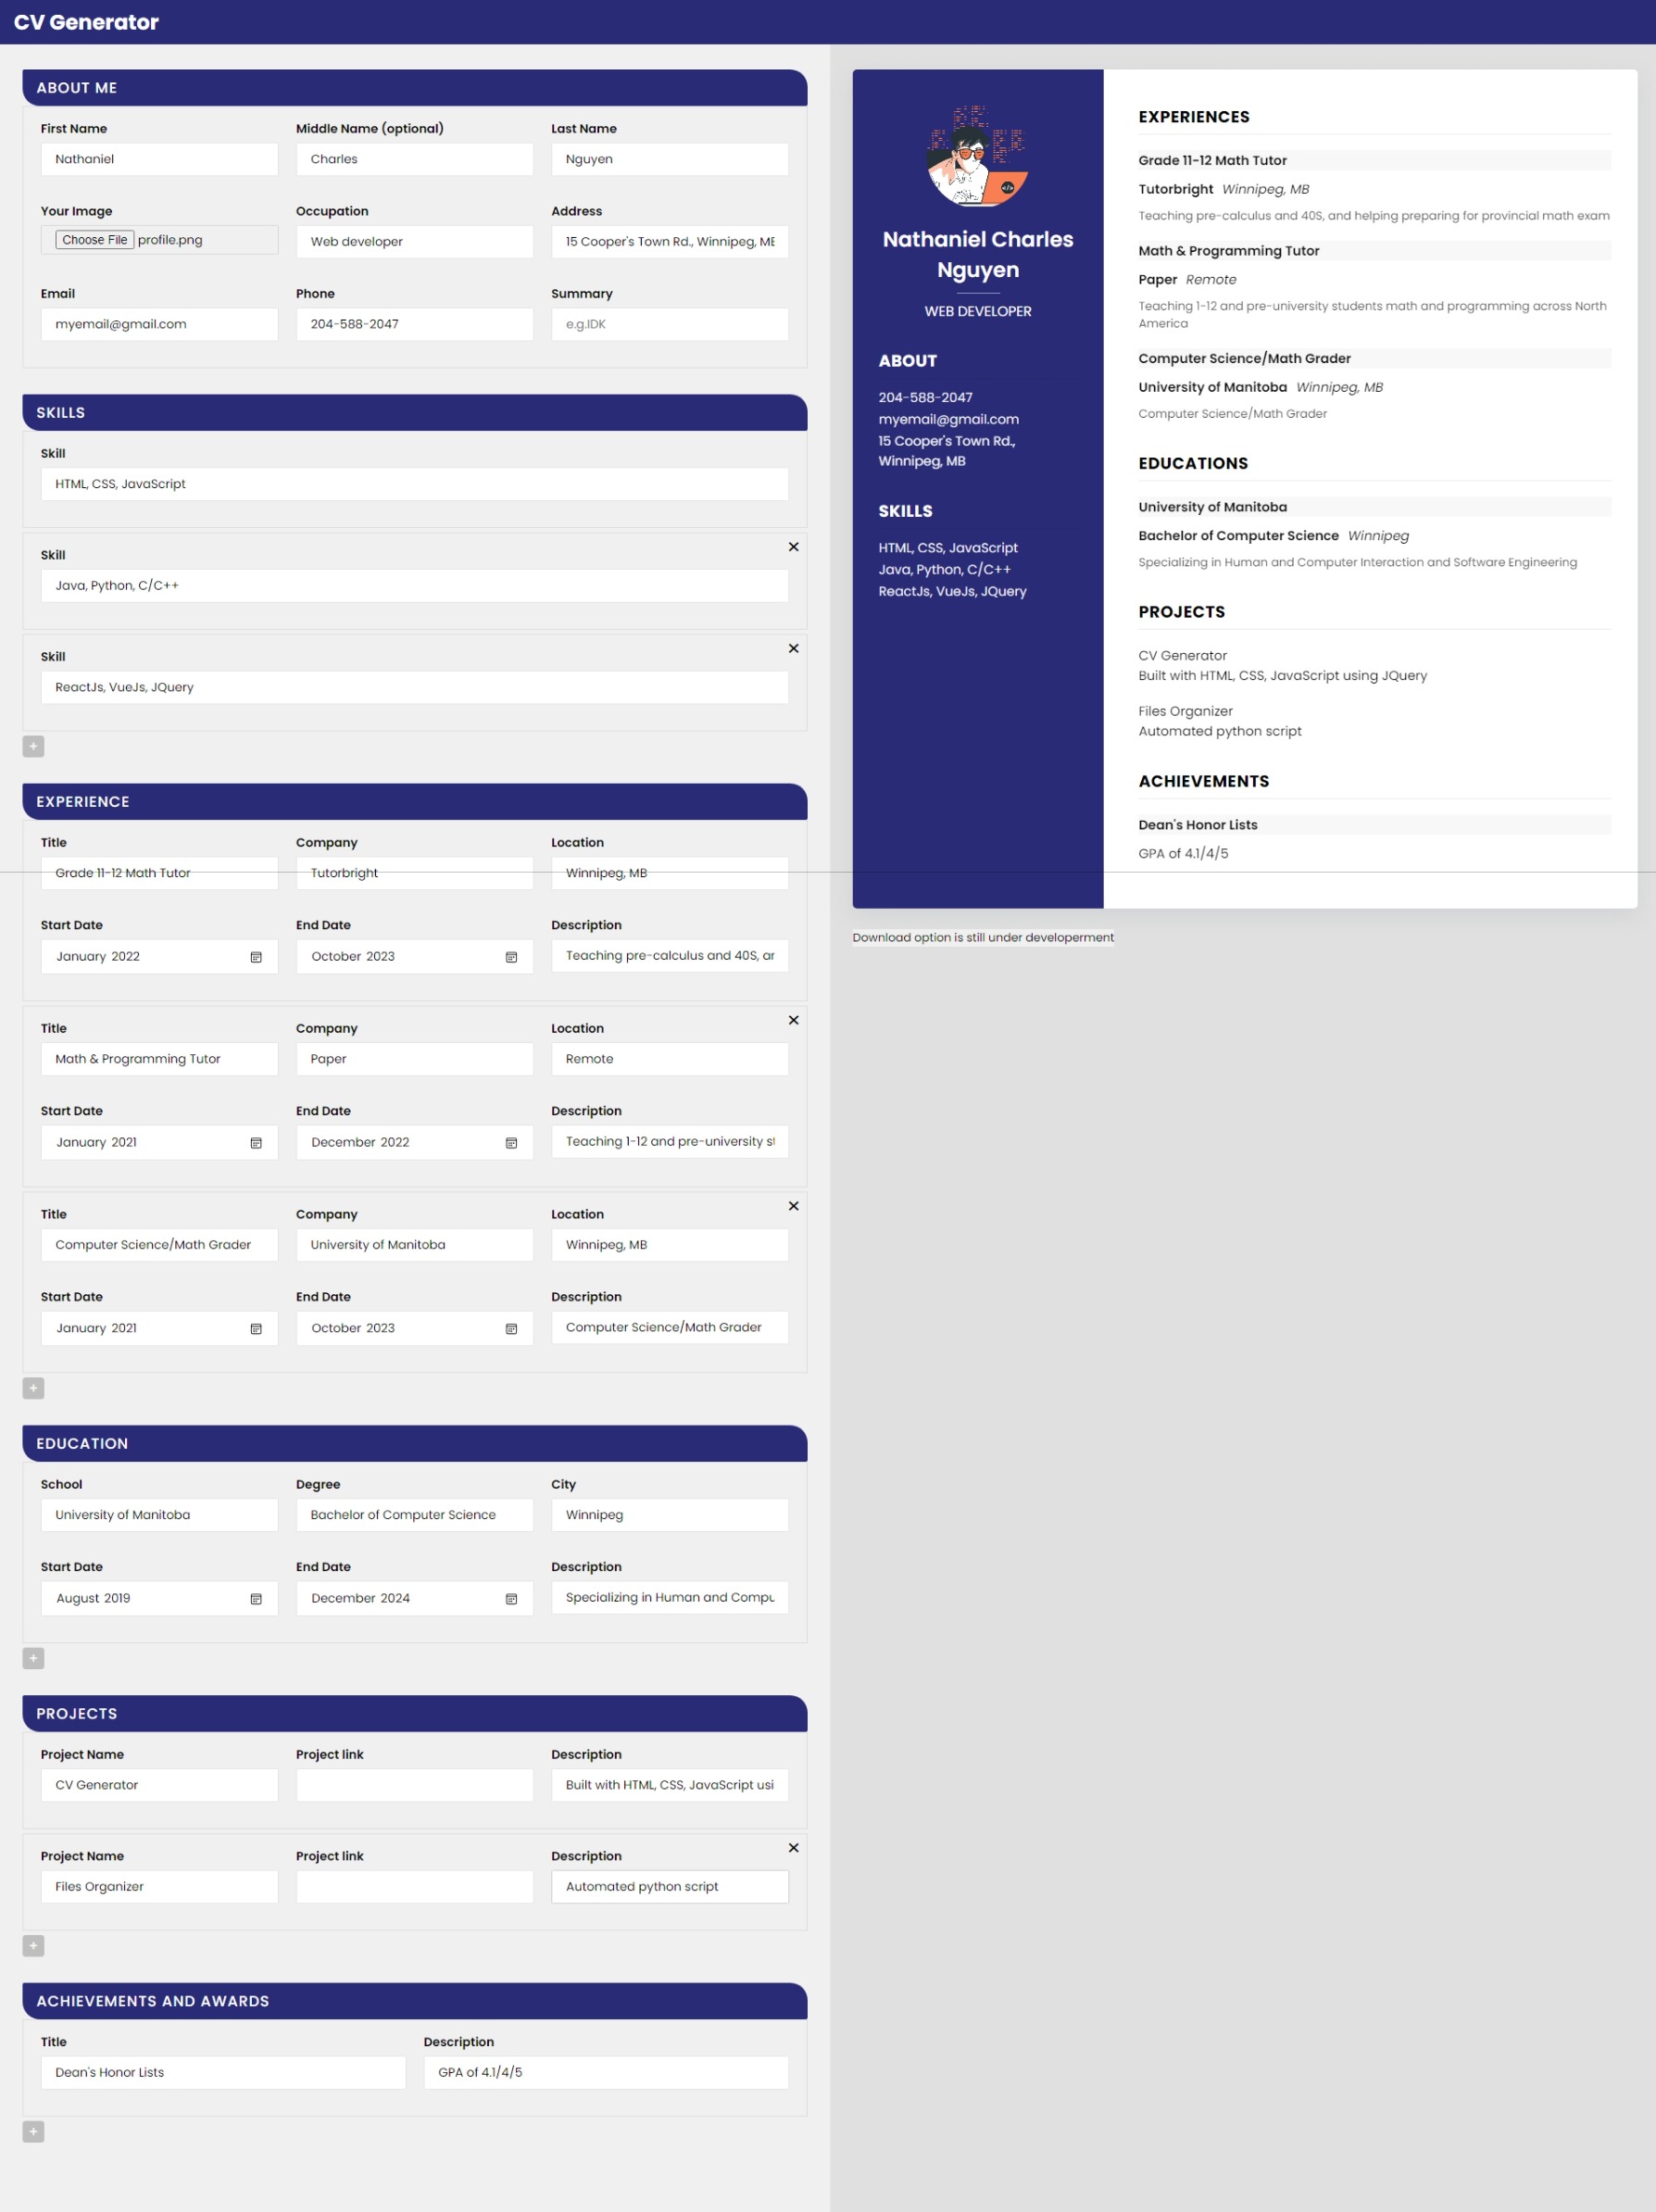 CV Generator
ABOUT ME
First Name Middle Name (optional) Last Name
Nathaniel Charles Nguyen
Your Image Occupation Address
Choose File profile.png Web developer 15 Cooper's Town Rd., Winnipeg, MB
Email Phone Summary
myemail@gmail.com 204-588-2047 e.g.IDK
SKILLS
Skill
HTML, CSS, JavaScript
Skill
Java, Python, C/C++
Skill
ReactJs, VueJs, JQuery
+
EXPERIENCE
Title Company Location
Grade 11-12 Math Tutor Tutorbright Winnipeg, MB
Start Date End Date Description
January 2022 October 2023 Teaching pre-calculus and 40S, ar
Title Company Location
Math & Programming Tutor Paper Remote
Start Date End Date Description
January 2021 December 2022 Teaching 1-12 and pre-university st
Title Company Location
Computer Science/Math Grader University of Manitoba Winnipeg, MB
Start Date End Date Description
January 2021 October 2023 Computer Science/Math Grader
+
EDUCATION
School Degree City
University of Manitoba Bachelor of Computer Science Winnipeg
Start Date End Date Description
August 2019 December 2024 Specializing in Human and Compu
+
PROJECTS
Project Name Project link Description
CV Generator Built with HTML, CSS, JavaScript usi
Project Name Project link Description
Files Organizer Automated python script
+
ACHIEVEMENTS AND AWARDS
Title Description
Dean's Honor Lists GPA of 4.1/4/5
+
Nathaniel Charles
Nguyen
WEB DEVELOPER
ABOUT
204-588-2047
myemail@gmail.com
15 Cooper's Town Rd.,
Winnipeg, MB
SKILLS
HTML, CSS, JavaScript
Java, Python, C/C++
ReactJs, VueJs, JQuery
EXPERIENCES
Grade 11-12 Math Tutor
Tutorbright Winnipeg, MB
Teaching pre-calculus and 40S, and helping preparing for provincial math exam
Math & Programming Tutor
Paper Remote
Teaching 1-12 and pre-university students math and programming across North
America
Computer Science/Math Grader
University of Manitoba Winnipeg, MB
Computer Science/Math Grader
EDUCATIONS
University of Manitoba
Bachelor of Computer Science Winnipeg
Specializing in Human and Computer Interaction and Software Engineering
PROJECTS
CV Generator
Built with HTML, CSS, JavaScript using JQuery
Files Organizer
Automated python script
ACHIEVEMENTS
Dean's Honor Lists
GPA of 4.1/4/5
Download option is still under developerment